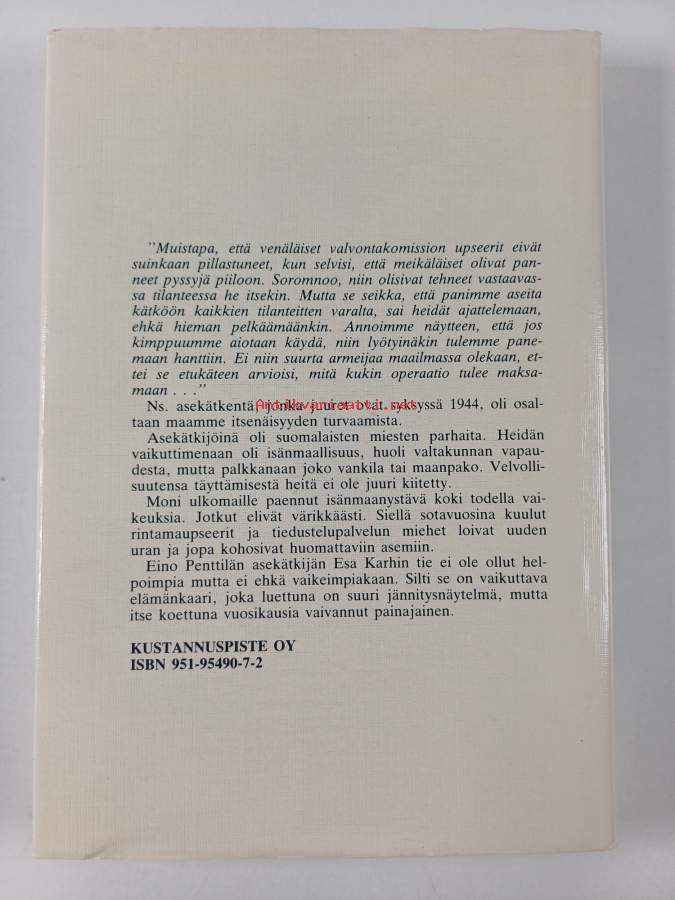 "Muistapa, että venäläiset valvontakomission upseerit eivät
suinkaan pillastuneet, kun selvisi, että meikäläiset olivat pan-
neet pyssyjä piiloon. Soromnoo, niin olisivat tehneet vastaavas-
sa tilanteessa he itsekin. Mutta se seikka, että panimme aseita
kätköön kaikkien tilanteitten varalta, sai heidät ajattelemaan,
ehkä hieman pelkäämäänkin. Annoimme näytteen, että jos
kimppuumme aiotaan käydä, niin lyötyinäkin tulemme pane-
maan hanttiin. Ei niin suurta armeijaa maailmassa olekaan, et-
tei se etukäteen arvioisi, mitä kukin operaatio tulee maksa-
maan . . ."
Ns. asekätkentä, jonka juuret ovat syksyssä 1944, oli osal-
taan maamme itsenäisyyden turvaamista.
Antikvariaatti.net
Asekätkijöinä oli suomalaisten miesten parhaita. Heidän
vaikuttimenaan oli isänmaallisuus, huoli valtakunnan vapau-
desta, mutta palkkanaan joko vankila tai maanpako. Velvolli-
suutensa täyttämisestä heitä ei ole juuri kiitetty.
Moni ulkomaille paennut isänmaanystävä koki todella vai-
keuksia. Jotkut elivät värikkäästi. Siellä sotavuosina kuulut
rintamaupseerit ja tiedustelupalvelun miehet loivat uuden
uran ja jopa kohosivat huomattaviin asemiin.
Eino Penttilän asekätkijän Esa Karhin tie ei ole ollut hel-
poimpia mutta ei ehkä vaikeimpiakaan. Silti se on vaikuttava
elämänkaari, joka luettuna on suuri jännitysnäytelmä, mutta
itse koettuna vuosikausia vaivannut painajainen.
KUSTANNUSPISTE OY
ISBN 951-95490-7-2